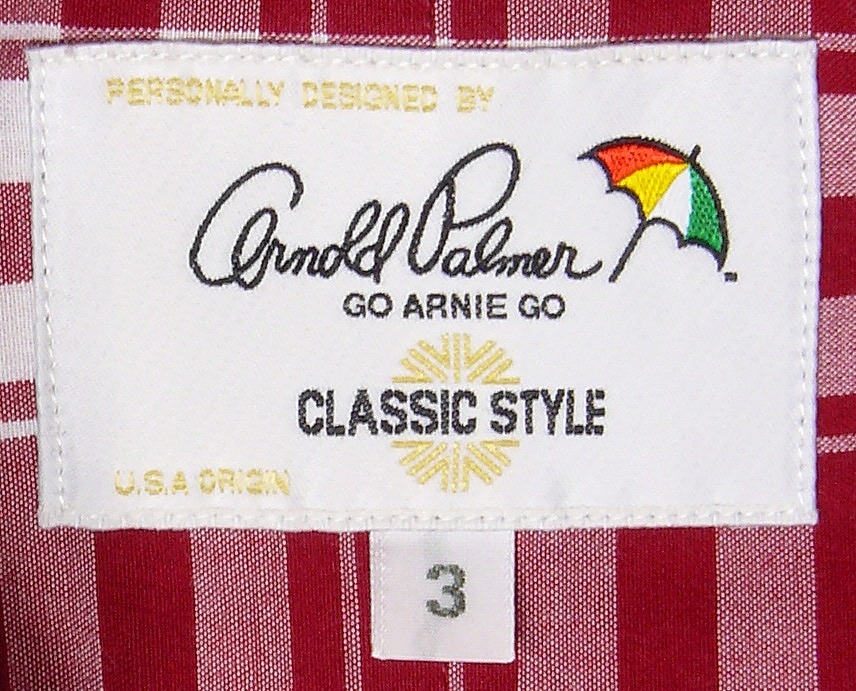 PERSONALLY DESIGNED BY
Arnold Palmer
GO ARNIE GO
CLASSIC STYLE
U.S.A ORIGIN
3